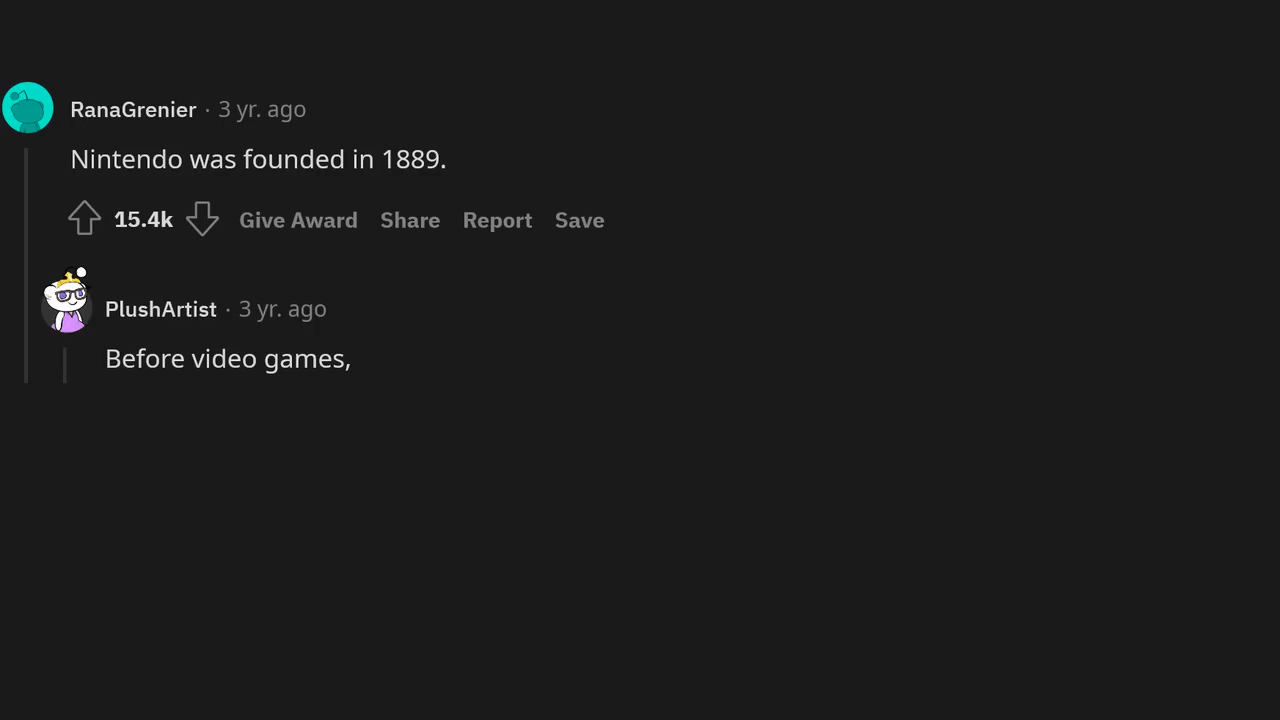 RanaGrenier · 3 yr. ago
Nintendo was founded in 1889.
15.4k Give Award Share Report Save
PlushArtist · 3 yr. ago
Before video games,